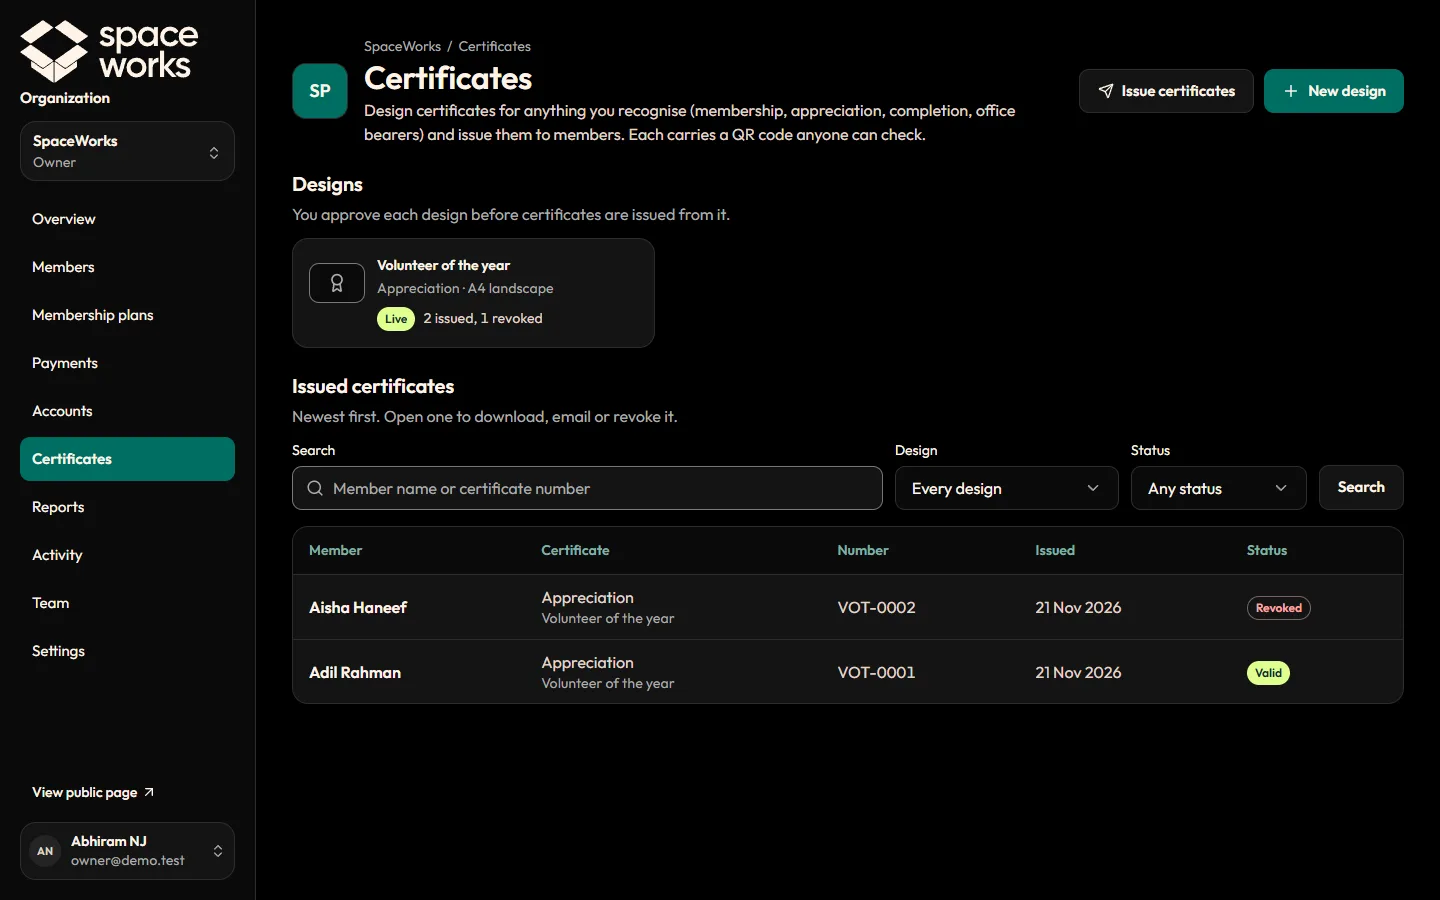 space
works
Organization
SpaceWorks
Owner
Overview
Members
Membership plans
Payments
Accounts
Certificates
Reports
Activity
Team
Settings
View public page
AN
Abhiram NJ
owner@demo.test
SpaceWorks / Certificates
SP
Certificates
Design certificates for anything you recognise (membership, appreciation, completion, office
bearers) and issue them to members. Each carries a QR code anyone can check.
Issue certificates
New design
Designs
You approve each design before certificates are issued from it.
Volunteer of the year
Appreciation · A4 landscape
Live 2 issued, 1 revoked
Issued certificates
Newest first. Open one to download, email or revoke it.
Search Design Status
Member name or certificate number Every design Any status Search
Member Certificate Number Issued Status
Aisha Haneef Appreciation VOT-0002 21 Nov 2026 Revoked
Volunteer of the year
Adil Rahman Appreciation VOT-0001 21 Nov 2026 Valid
Volunteer of the year